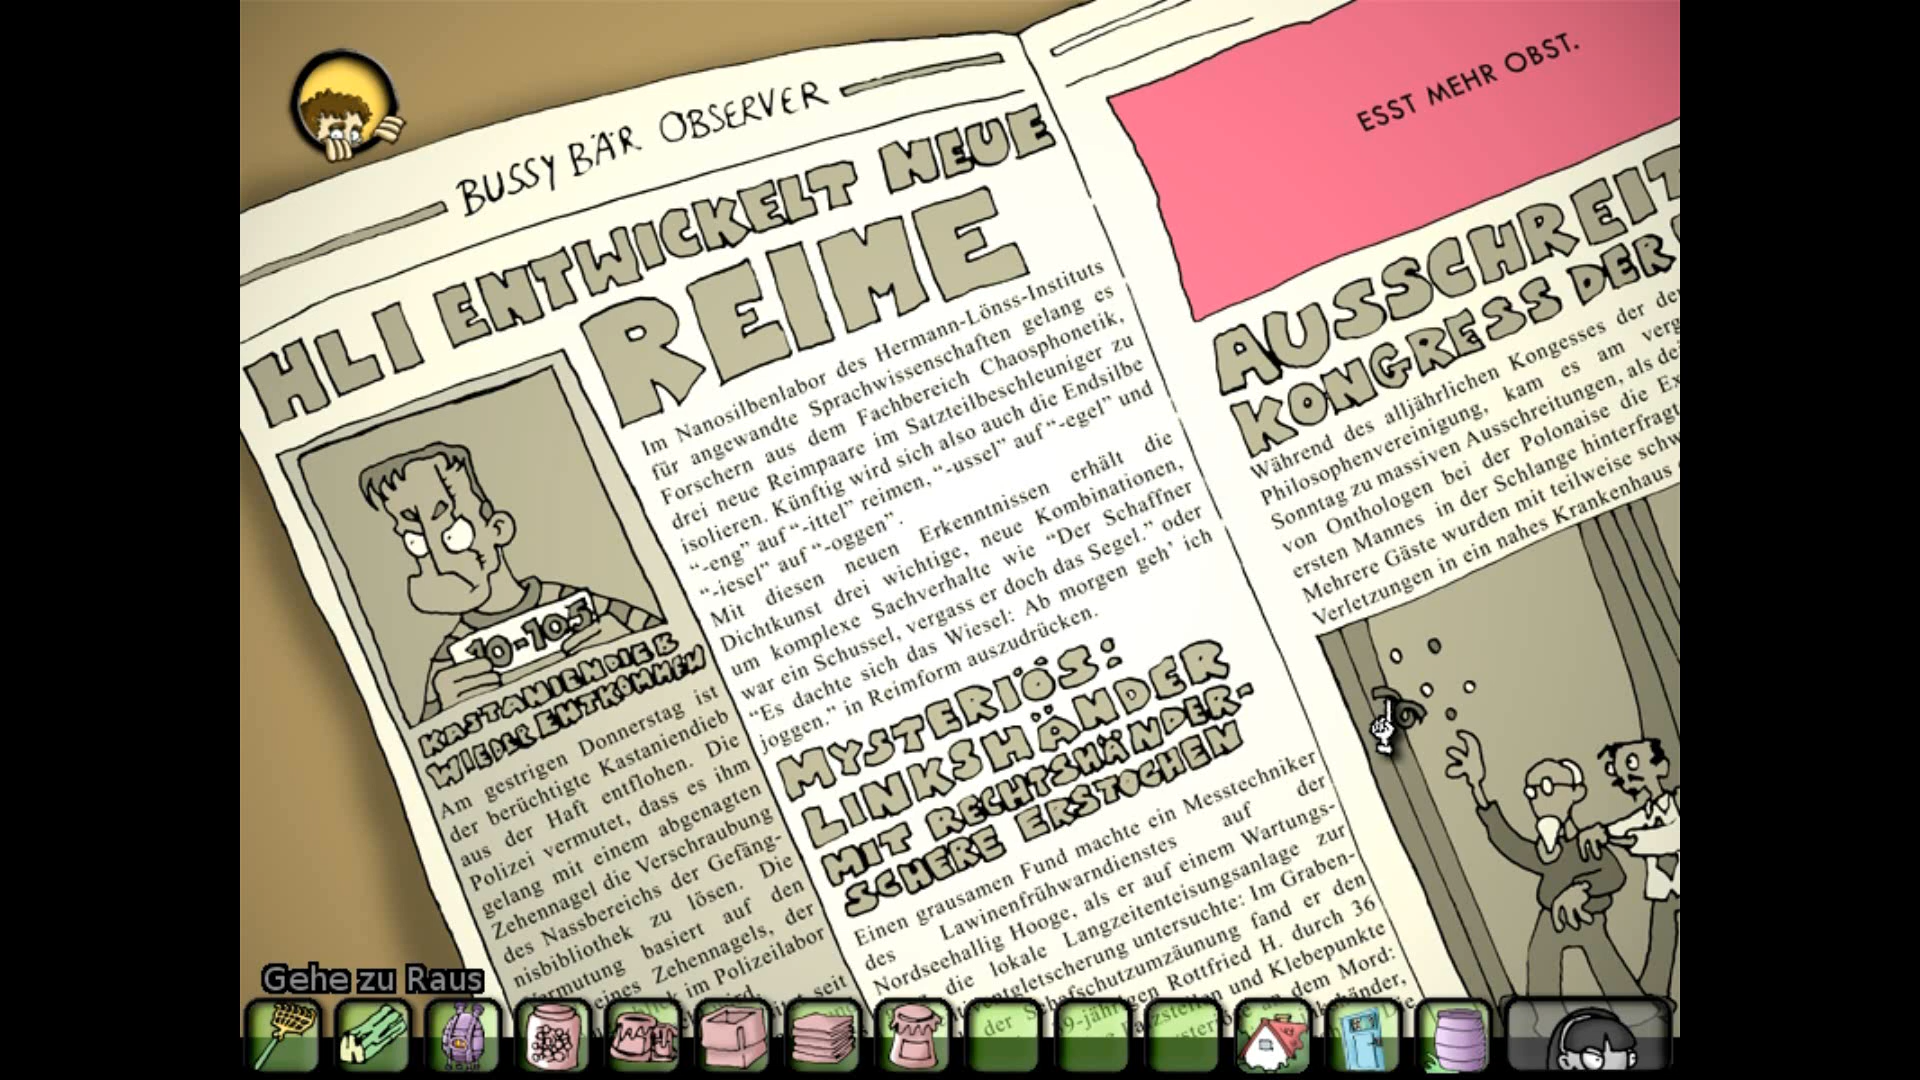 BUSSY BÄR OBSERVER
HLI ENTWICKELT NEUE
REIME
Im Nanosilbenlabor des Hermann-Lönss-Instituts
für angewandte Sprachwissenschaften gelang es
Forschern aus dem Fachbereich Chaosphonetik,
drei neue Reimpaare im Satzteilbeschleuniger zu
isolieren. Künftig wird sich also auch die Endsilbe
“-eng” auf “-ittel” reimen, “-ussel” auf “-egel” und
“-iesel” auf “-oggen”.
Mit diesen neuen Erkenntnissen erhält die
Dichtkunst drei wichtige, neue Kombinationen,
um komplexe Sachverhalte wie “Der Schaffner
war ein Schussel, vergass er doch das Segel.” oder
“Es dachte sich das Wiesel: Ab morgen geh’ ich
joggen.” in Reimform auszudrücken.
10-105
KASTANIENDIEB
WIEDER ENTKOMMEN
Am gestrigen Donnerstag ist
der berüchtigte Kastaniendieb
aus der Haft entflohen. Die
Polizei vermutet, dass es ihm
gelang mit einem abgenagten
Zehennagel die Verschraubung
des Nassbereichs der Gefäng-
nisbibliothek zu lösen. Die
basiert auf den
eines Zehennagels, der
im Polizeilabor
seit
MYSTERIÖS:
LINKSHÄNDER
MIT RECHTSHÄNDER-
SCHERE ERSTOCHEN
Einen grausamen Fund machte ein Messtechniker
des Lawinenfrühwarndienstes auf der
Nordseehallig Hooge, als er auf einem Wartungs-
die lokale Langzeitenteisungsanlage zur
untersuchte: Im Graben-
fand er den
Rottfried H. durch 36
und Klebepunkte
dem Mord:
Die
ESST MEHR OBST.
AUSSCHREIT
KONGRESS DER
Während des alljährlichen Kongesses der
Philosophenvereinigung, kam es am
Sonntag zu massiven Ausschreitungen, als
von Onthologen bei der Polonaise die
ersten Mannes in der Schlange hinterfragt
Mehrere Gäste wurden mit teilweise
Verletzungen in ein nahes Krankenhaus
Gehe zu Raus